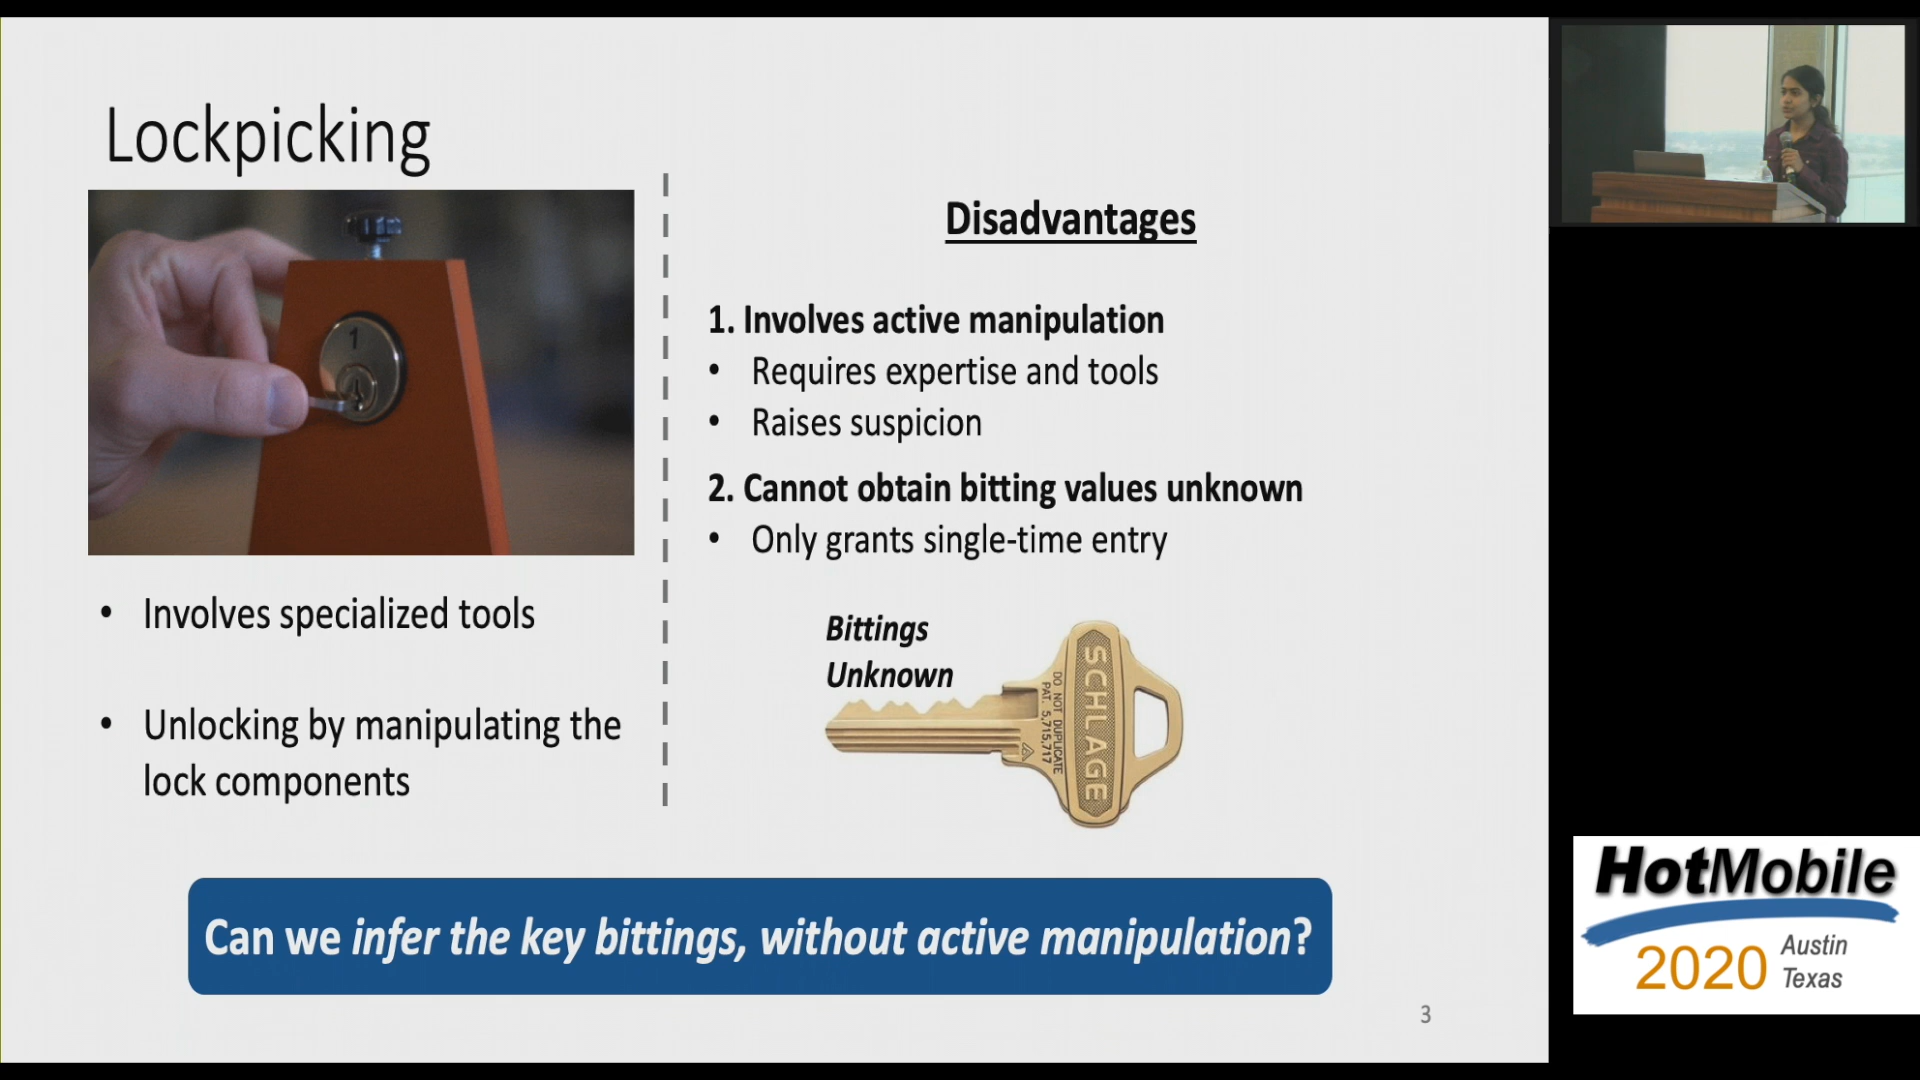 Lockpicking
1
• Involves specialized tools
• Unlocking by manipulating the
lock components
Disadvantages
1. Involves active manipulation
• Requires expertise and tools
• Raises suspicion
2. Cannot obtain bitting values unknown
• Only grants single-time entry
Bittings
Unknown
SCHLAGE
DO NOT DUPLICATE
PAT. 5,715,717
Can we infer the key bittings, without active manipulation?
3
HotMobile
2020 Austin
Texas